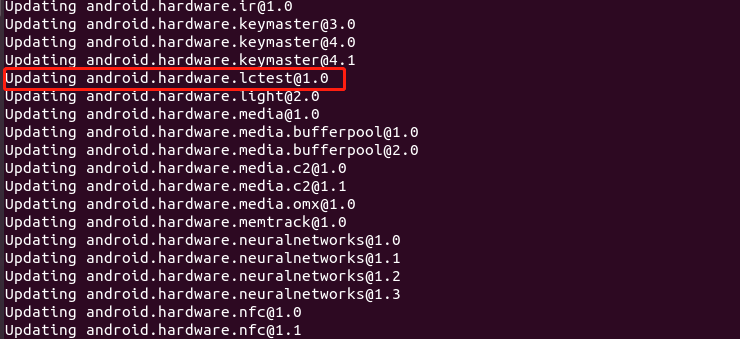 Updating android.hardware.ir@1.0
Updating android.hardware.keymaster@3.0
Updating android.hardware.keymaster@4.0
Updating android.hardware.keymaster@4.1
Updating android.hardware.lctest@1.0
Updating android.hardware.light@2.0
Updating android.hardware.media@1.0
Updating android.hardware.media.bufferpool@1.0
Updating android.hardware.media.bufferpool@2.0
Updating android.hardware.media.c2@1.0
Updating android.hardware.media.c2@1.1
Updating android.hardware.media.omx@1.0
Updating android.hardware.memtrack@1.0
Updating android.hardware.neuralnetworks@1.0
Updating android.hardware.neuralnetworks@1.1
Updating android.hardware.neuralnetworks@1.2
Updating android.hardware.neuralnetworks@1.3
Updating android.hardware.nfc@1.0
Updating android.hardware.nfc@1.1